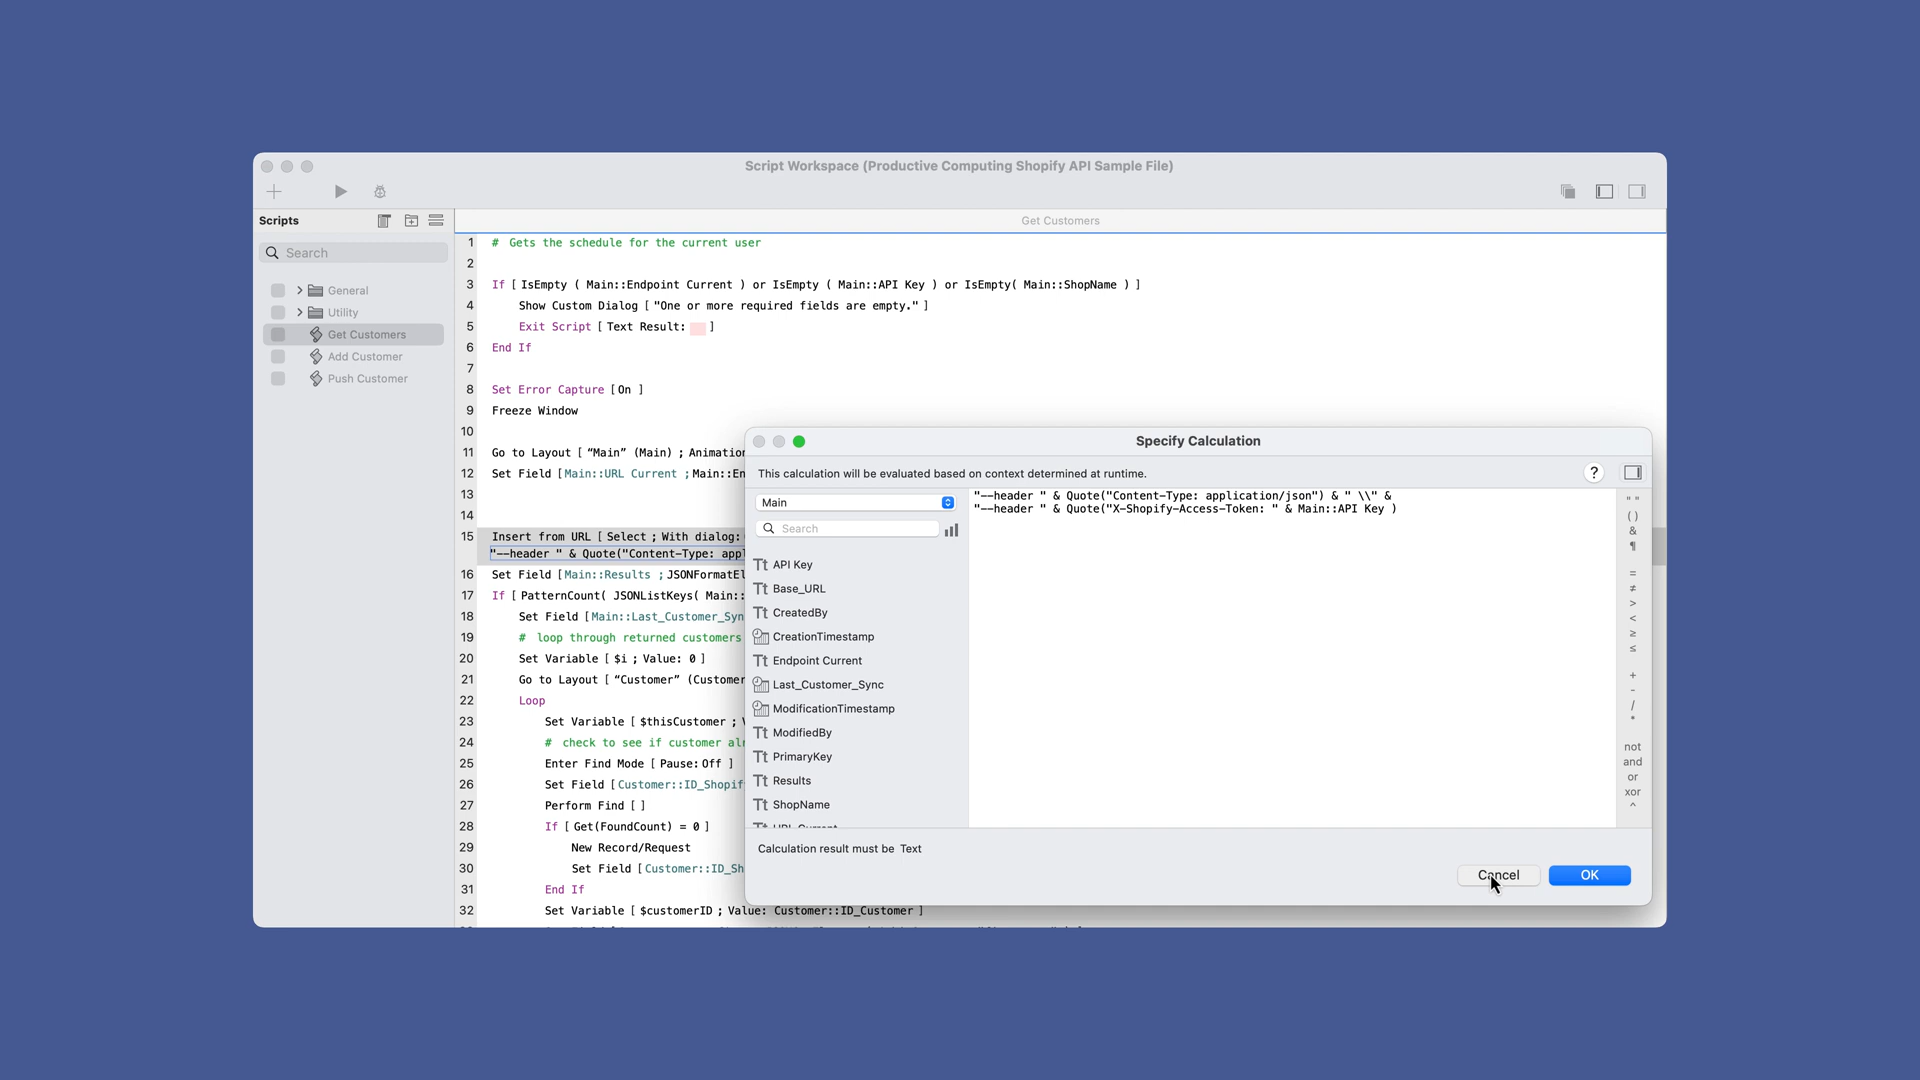 Script Workspace (Productive Computing Shopify API Sample File)
Scripts
Get Customers
Search
General
Utility
Get Customers
Add Customer
Push Customer
1 # Gets the schedule for the current user
2
3 If [ IsEmpty ( Main::Endpoint Current ) or IsEmpty ( Main::API Key ) or IsEmpty( Main::ShopName ) ]
4 Show Custom Dialog [ "One or more required fields are empty." ]
5 Exit Script [ Text Result: ]
6 End If
7
8 Set Error Capture [ On ]
9 Freeze Window
10
11 Go to Layout [ “Main” (Main) ; Animation
12 Set Field [ Main::URL Current ; Main::En
13
14
15 Insert from URL [ Select ; With dialog:
"--header " & Quote("Content-Type: appl
16 Set Field [ Main::Results ; JSONFormatEl
17 If [ PatternCount( JSONListKeys( Main::
18 Set Field [ Main::Last_Customer_Syn
19 # loop through returned customers
20 Set Variable [ $i ; Value: 0 ]
21 Go to Layout [ “Customer” (Customer
22 Loop
23 Set Variable [ $thisCustomer ; V
24 # check to see if customer alr
25 Enter Find Mode [ Pause: Off ]
26 Set Field [ Customer::ID_Shopif
27 Perform Find [ ]
28 If [ Get(FoundCount) = 0 ]
29 New Record/Request
30 Set Field [ Customer::ID_Sh
31 End If
32 Set Variable [ $customerID ; Value: Customer::ID_Customer ]
Specify Calculation
This calculation will be evaluated based on context determined at runtime.
?
Main
Search
API Key
Base_URL
CreatedBy
CreationTimestamp
Endpoint Current
Last_Customer_Sync
ModificationTimestamp
ModifiedBy
PrimaryKey
Results
ShopName
URL Current
"--header " & Quote("Content-Type: application/json") & " \\" &
"--header " & Quote("X-Shopify-Access-Token: " & Main::API Key )
" "
( )
&
¶
=
≠
>
<
≥
≤
+
-
/
*
not
and
or
xor
^
Calculation result must be Text
Cancel
OK